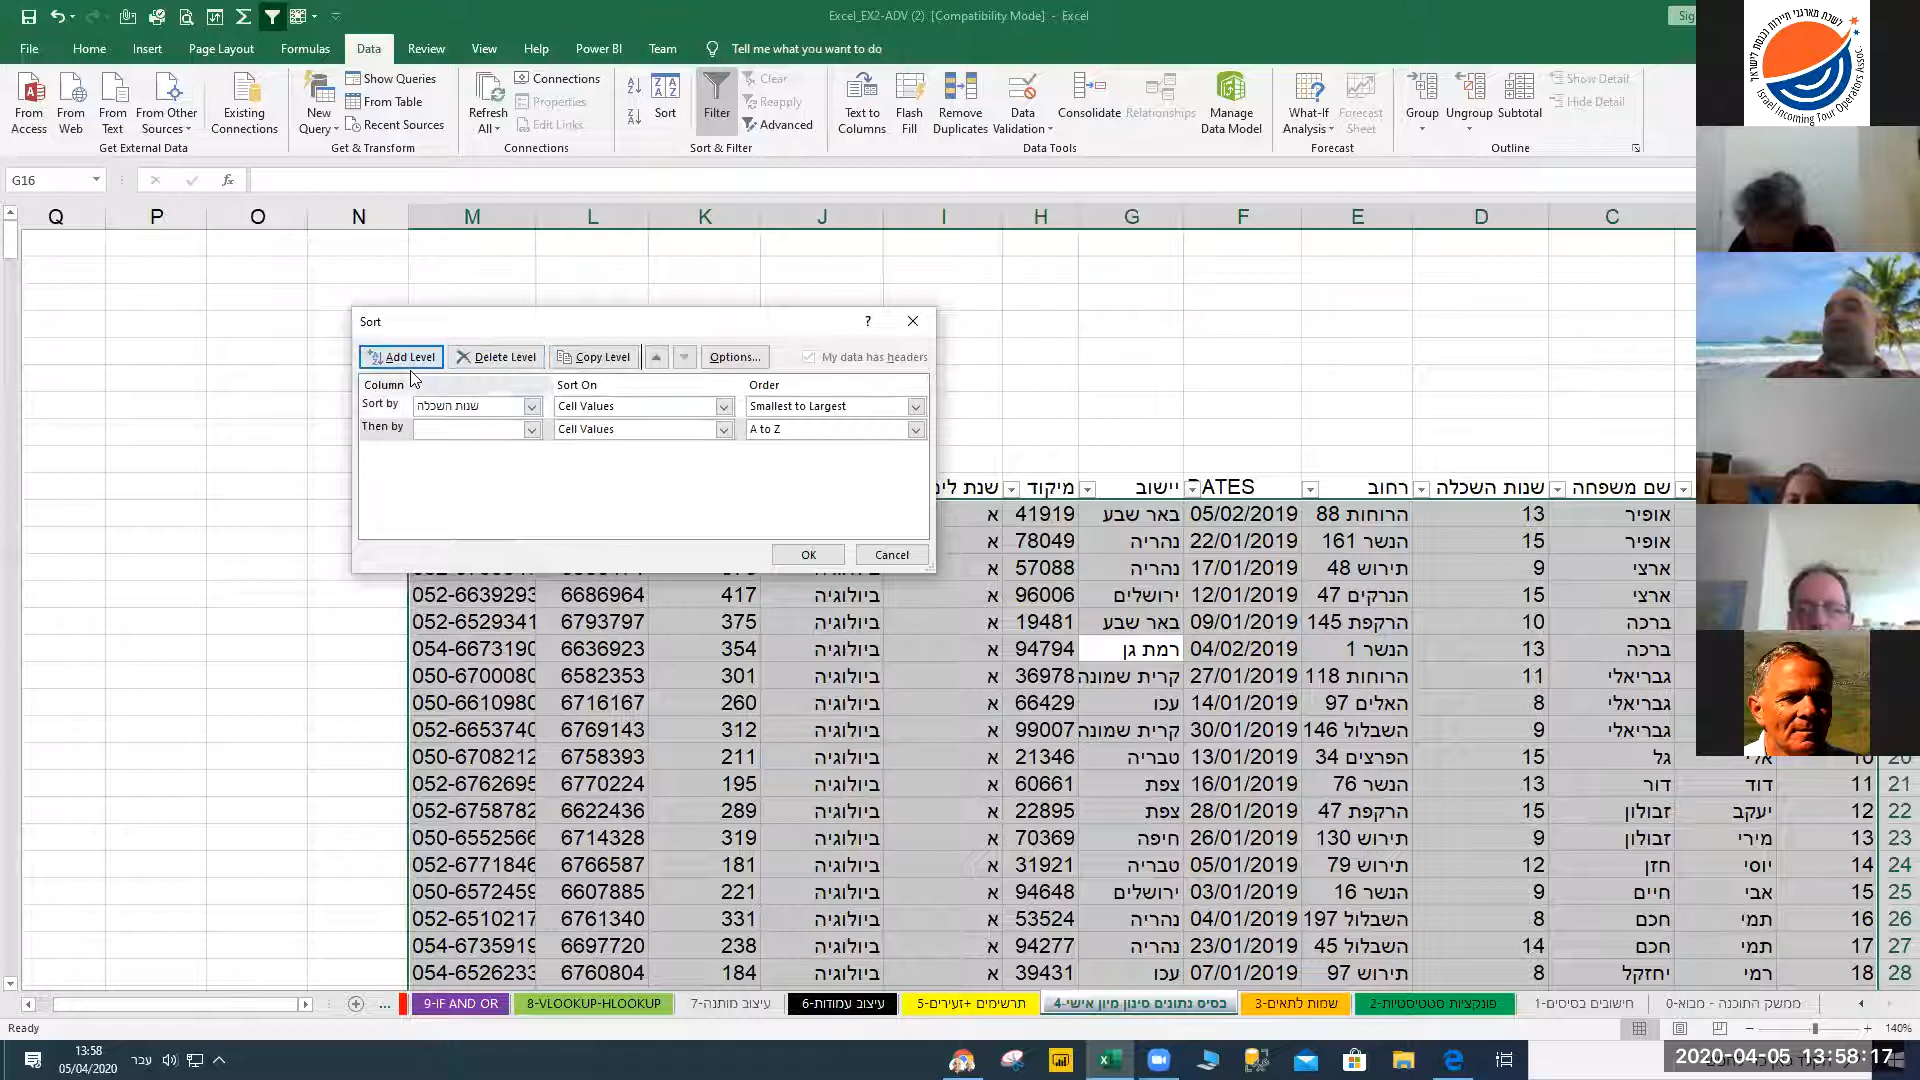 Excel_EX2-ADV (2) [Compatibility Mode] - Excel
Sig
File Home Insert Page Layout Formulas Data Review View Help Power BI Team Tell me what you want to do
From Access
From Web
From Text
From Other Sources
Existing Connections
Get External Data
New Query
Show Queries
From Table
Recent Sources
Get & Transform
Refresh All
Connections
Properties
Edit Links
Connections
Sort
Filter
Clear
Reapply
Advanced
Sort & Filter
Text to Columns
Flash Fill
Remove Duplicates
Data Validation
Consolidate
Relationships
Manage Data Model
Data Tools
What-If Analysis
Forecast Sheet
Forecast
Group
Ungroup
Subtotal
Show Detail
Hide Detail
Outline
לשכת מארגני תיירות נכנסת לישראל
Israel Incoming Tour Operators Assoc.
G16 fx
Q P O N M L K J I H G F E D C
Sort ?
Add Level Delete Level Copy Level Options... My data has headers
Column Sort On Order
Sort by שנות השכלה Cell Values Smallest to Largest
Then by Cell Values A to Z
OK Cancel
שם משפחה שנות השכלה רחוב DATES יישוב מיקוד
אופיר 13 הרוחות 88 05/02/2019 באר שבע 41919 א
אופיר 15 הנשר 161 22/01/2019 נהריה 78049 א
ארצי 9 תירוש 48 17/01/2019 נהריה 57088 א
ארצי 15 הנרקים 47 12/01/2019 ירושלים 96006 א ביולוגיה 417 6686964 052-6639293
ברכה 10 הרקפת 145 09/01/2019 באר שבע 19481 א ביולוגיה 375 6793797 052-6529341
ברכה 13 הנשר 1 04/02/2019 רמת גן 94794 א ביולוגיה 354 6636923 054-6673190
גבריאלי 11 הרוחות 118 27/01/2019 קרית שמונה 36978 א ביולוגיה 301 6582353 050-6700080
גבריאלי 8 האלים 97 14/01/2019 עכו 66429 א ביולוגיה 260 6716167 050-6610980
גבריאלי 9 השבלול 146 30/01/2019 קרית שמונה 99007 א ביולוגיה 312 6769143 052-6653740
גל 15 הפרצים 34 13/01/2019 טבריה 21346 א ביולוגיה 211 6758393 050-6708212
21 11 דוד דור 13 הנשר 76 16/01/2019 צפת 60661 א ביולוגיה 195 6770224 052-6762695
22 12 יעקב זבולון 15 הרקפת 47 28/01/2019 צפת 22895 א ביולוגיה 289 6622436 052-6758782
23 13 מירי זבולון 9 תירוש 130 26/01/2019 חיפה 70369 א ביולוגיה 319 6714328 050-6552566
24 14 יוסי חזן 12 תירוש 79 05/01/2019 טבריה 31921 א ביולוגיה 181 6766587 052-6771846
25 15 אבי חיים 9 הנשר 16 03/01/2019 ירושלים 94648 א ביולוגיה 221 6607885 050-6572459
26 16 תמי חכם 8 השבלול 197 04/01/2019 נהריה 53524 א ביולוגיה 331 6761340 052-6510217
27 17 תמי חכם 14 השבלול 45 23/01/2019 נהריה 94277 א ביולוגיה 238 6697720 054-6735919
28 18 רמי יחזקל 8 תירוש 97 07/01/2019 עכו 39431 א ביולוגיה 184 6760804 054-6526233
ממשק התוכנה - מבוא-0 חישובים בסיסים-1 פונקציות סטטיסטיות-2 שמות לתאים-3 בסיס נתונים סינון מיון אישי-4 תרשימים +זעירים-5 עיצוב עמודות-6 עיצוב מותנה-7 8-VLOOKUP-HLOOKUP 9-IF AND OR ...
Ready 140%
13:58
05/04/2020
עבר
2020-04-05 13:58:17